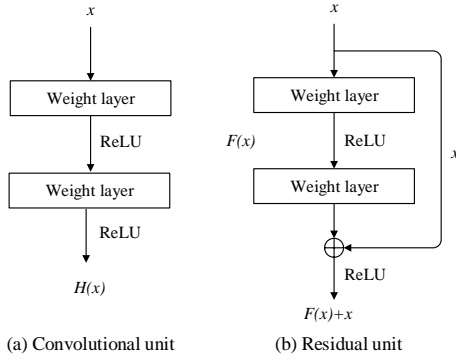 x
Weight layer
ReLU
Weight layer
ReLU
H(x)
(a) Convolutional unit
x
Weight layer
F(x)
ReLU
x
Weight layer
ReLU
F(x)+x
(b) Residual unit